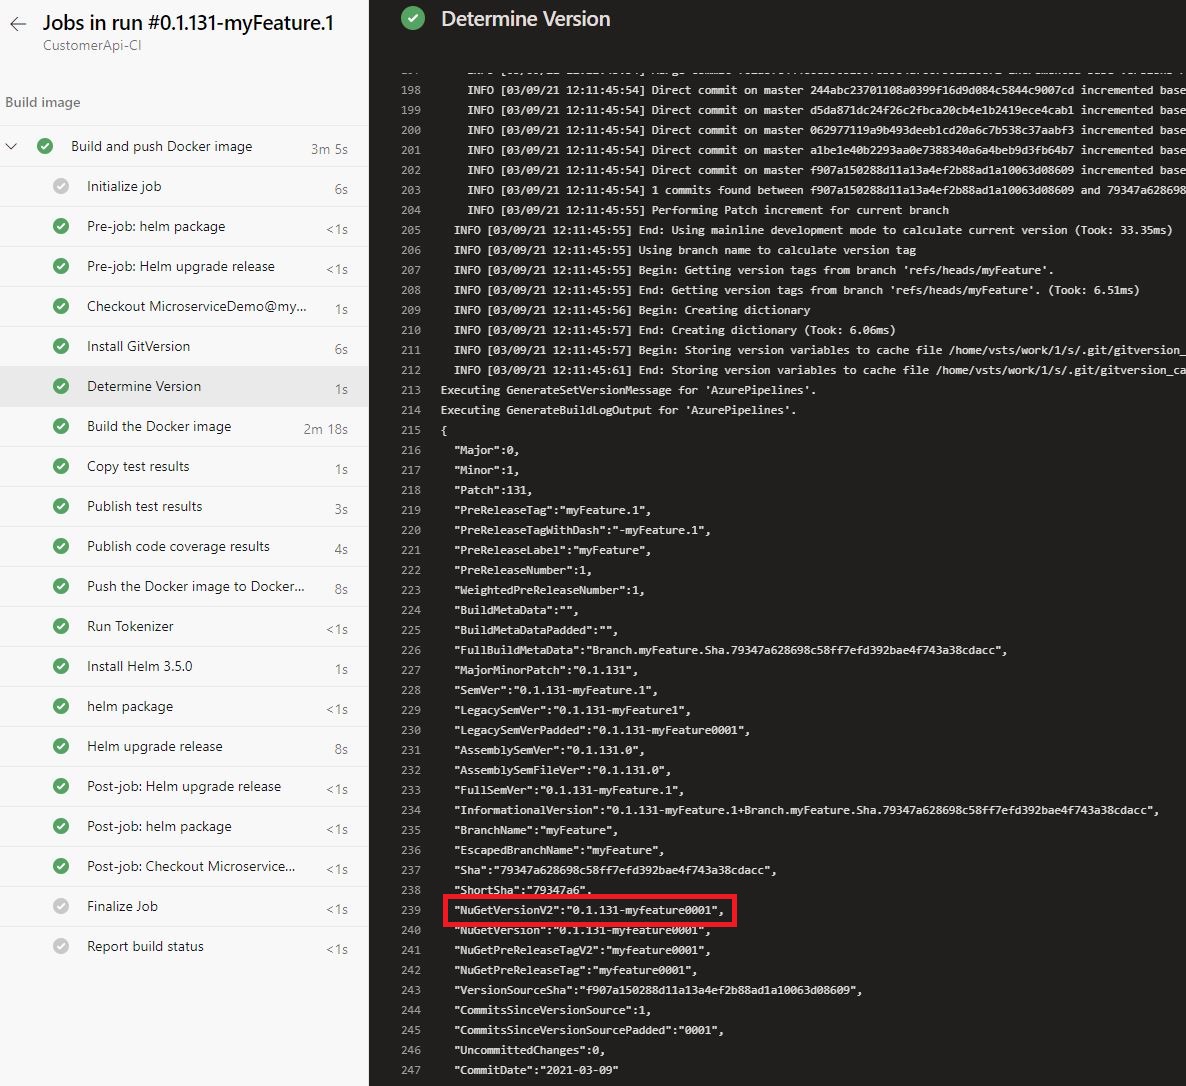 Jobs in run #0.1.131-myFeature.1
CustomerApi-CI
Build image
Build and push Docker image 3m 5s
Initialize job 6s
Pre-job: helm package <1s
Pre-job: Helm upgrade release <1s
Checkout MicroserviceDemo@my... 1s
Install GitVersion 6s
Determine Version 1s
Build the Docker image 2m 18s
Copy test results 1s
Publish test results 3s
Publish code coverage results 4s
Push the Docker image to Docker... 8s
Run Tokenizer <1s
Install Helm 3.5.0 1s
helm package <1s
Helm upgrade release 8s
Post-job: Helm upgrade release <1s
Post-job: helm package <1s
Post-job: Checkout Microservice... <1s
Finalize Job <1s
Report build status <1s
Determine Version
198 INFO [03/09/21 12:11:45:54] Direct commit on master 244abc23701108a0399f16d9d084c5844c9007cd incremented base
199 INFO [03/09/21 12:11:45:54] Direct commit on master d5da871dc24f26c2fbca20cb4e1b2419ece4cab1 incremented base
200 INFO [03/09/21 12:11:45:54] Direct commit on master 062977119a9b493deeb1cd20a6c7b538c37aabf3 incremented base
201 INFO [03/09/21 12:11:45:54] Direct commit on master a1be1e40b2293aa0e7388340a6a4beb9d3fb64b7 incremented base
202 INFO [03/09/21 12:11:45:54] Direct commit on master f907a150288d11a13a4ef2b88ad1a10063d08609 incremented base
203 INFO [03/09/21 12:11:45:54] 1 commits found between f907a150288d11a13a4ef2b88ad1a10063d08609 and 79347a628698
204 INFO [03/09/21 12:11:45:55] Performing Patch increment for current branch
205 INFO [03/09/21 12:11:45:55] End: Using mainline development mode to calculate current version (Took: 33.35ms)
206 INFO [03/09/21 12:11:45:55] Using branch name to calculate version tag
207 INFO [03/09/21 12:11:45:55] Begin: Getting version tags from branch 'refs/heads/myFeature'.
208 INFO [03/09/21 12:11:45:55] End: Getting version tags from branch 'refs/heads/myFeature'. (Took: 6.51ms)
209 INFO [03/09/21 12:11:45:56] Begin: Creating dictionary
210 INFO [03/09/21 12:11:45:57] End: Creating dictionary (Took: 6.06ms)
211 INFO [03/09/21 12:11:45:57] Begin: Storing version variables to cache file /home/vsts/work/1/s/.git/gitversion_
212 INFO [03/09/21 12:11:45:61] End: Storing version variables to cache file /home/vsts/work/1/s/.git/gitversion_ca
213 Executing GenerateSetVersionMessage for 'AzurePipelines'.
214 Executing GenerateBuildLogOutput for 'AzurePipelines'.
215 {
216 "Major":0,
217 "Minor":1,
218 "Patch":131,
219 "PreReleaseTag":"myFeature.1",
220 "PreReleaseTagWithDash":"-myFeature.1",
221 "PreReleaseLabel":"myFeature",
222 "PreReleaseNumber":1,
223 "WeightedPreReleaseNumber":1,
224 "BuildMetaData":"",
225 "BuildMetaDataPadded":"",
226 "FullBuildMetaData":"Branch.myFeature.Sha.79347a628698c58ff7efd392bae4f743a38cdacc",
227 "MajorMinorPatch":"0.1.131",
228 "SemVer":"0.1.131-myFeature.1",
229 "LegacySemVer":"0.1.131-myFeature1",
230 "LegacySemVerPadded":"0.1.131-myFeature0001",
231 "AssemblySemVer":"0.1.131.0",
232 "AssemblySemFileVer":"0.1.131.0",
233 "FullSemVer":"0.1.131-myFeature.1",
234 "InformationalVersion":"0.1.131-myFeature.1+Branch.myFeature.Sha.79347a628698c58ff7efd392bae4f743a38cdacc",
235 "BranchName":"myFeature",
236 "EscapedBranchName":"myFeature",
237 "Sha":"79347a628698c58ff7efd392bae4f743a38cdacc",
238 "ShortSha":"79347a6",
239 "NuGetVersionV2":"0.1.131-myfeature0001",
240 "NuGetVersion":"0.1.131-myfeature0001",
241 "NuGetPreReleaseTagV2":"myfeature0001",
242 "NuGetPreReleaseTag":"myfeature0001",
243 "VersionSourceSha":"f907a150288d11a13a4ef2b88ad1a10063d08609",
244 "CommitsSinceVersionSource":1,
245 "CommitsSinceVersionSourcePadded":"0001",
246 "UncommittedChanges":0,
247 "CommitDate":"2021-03-09"